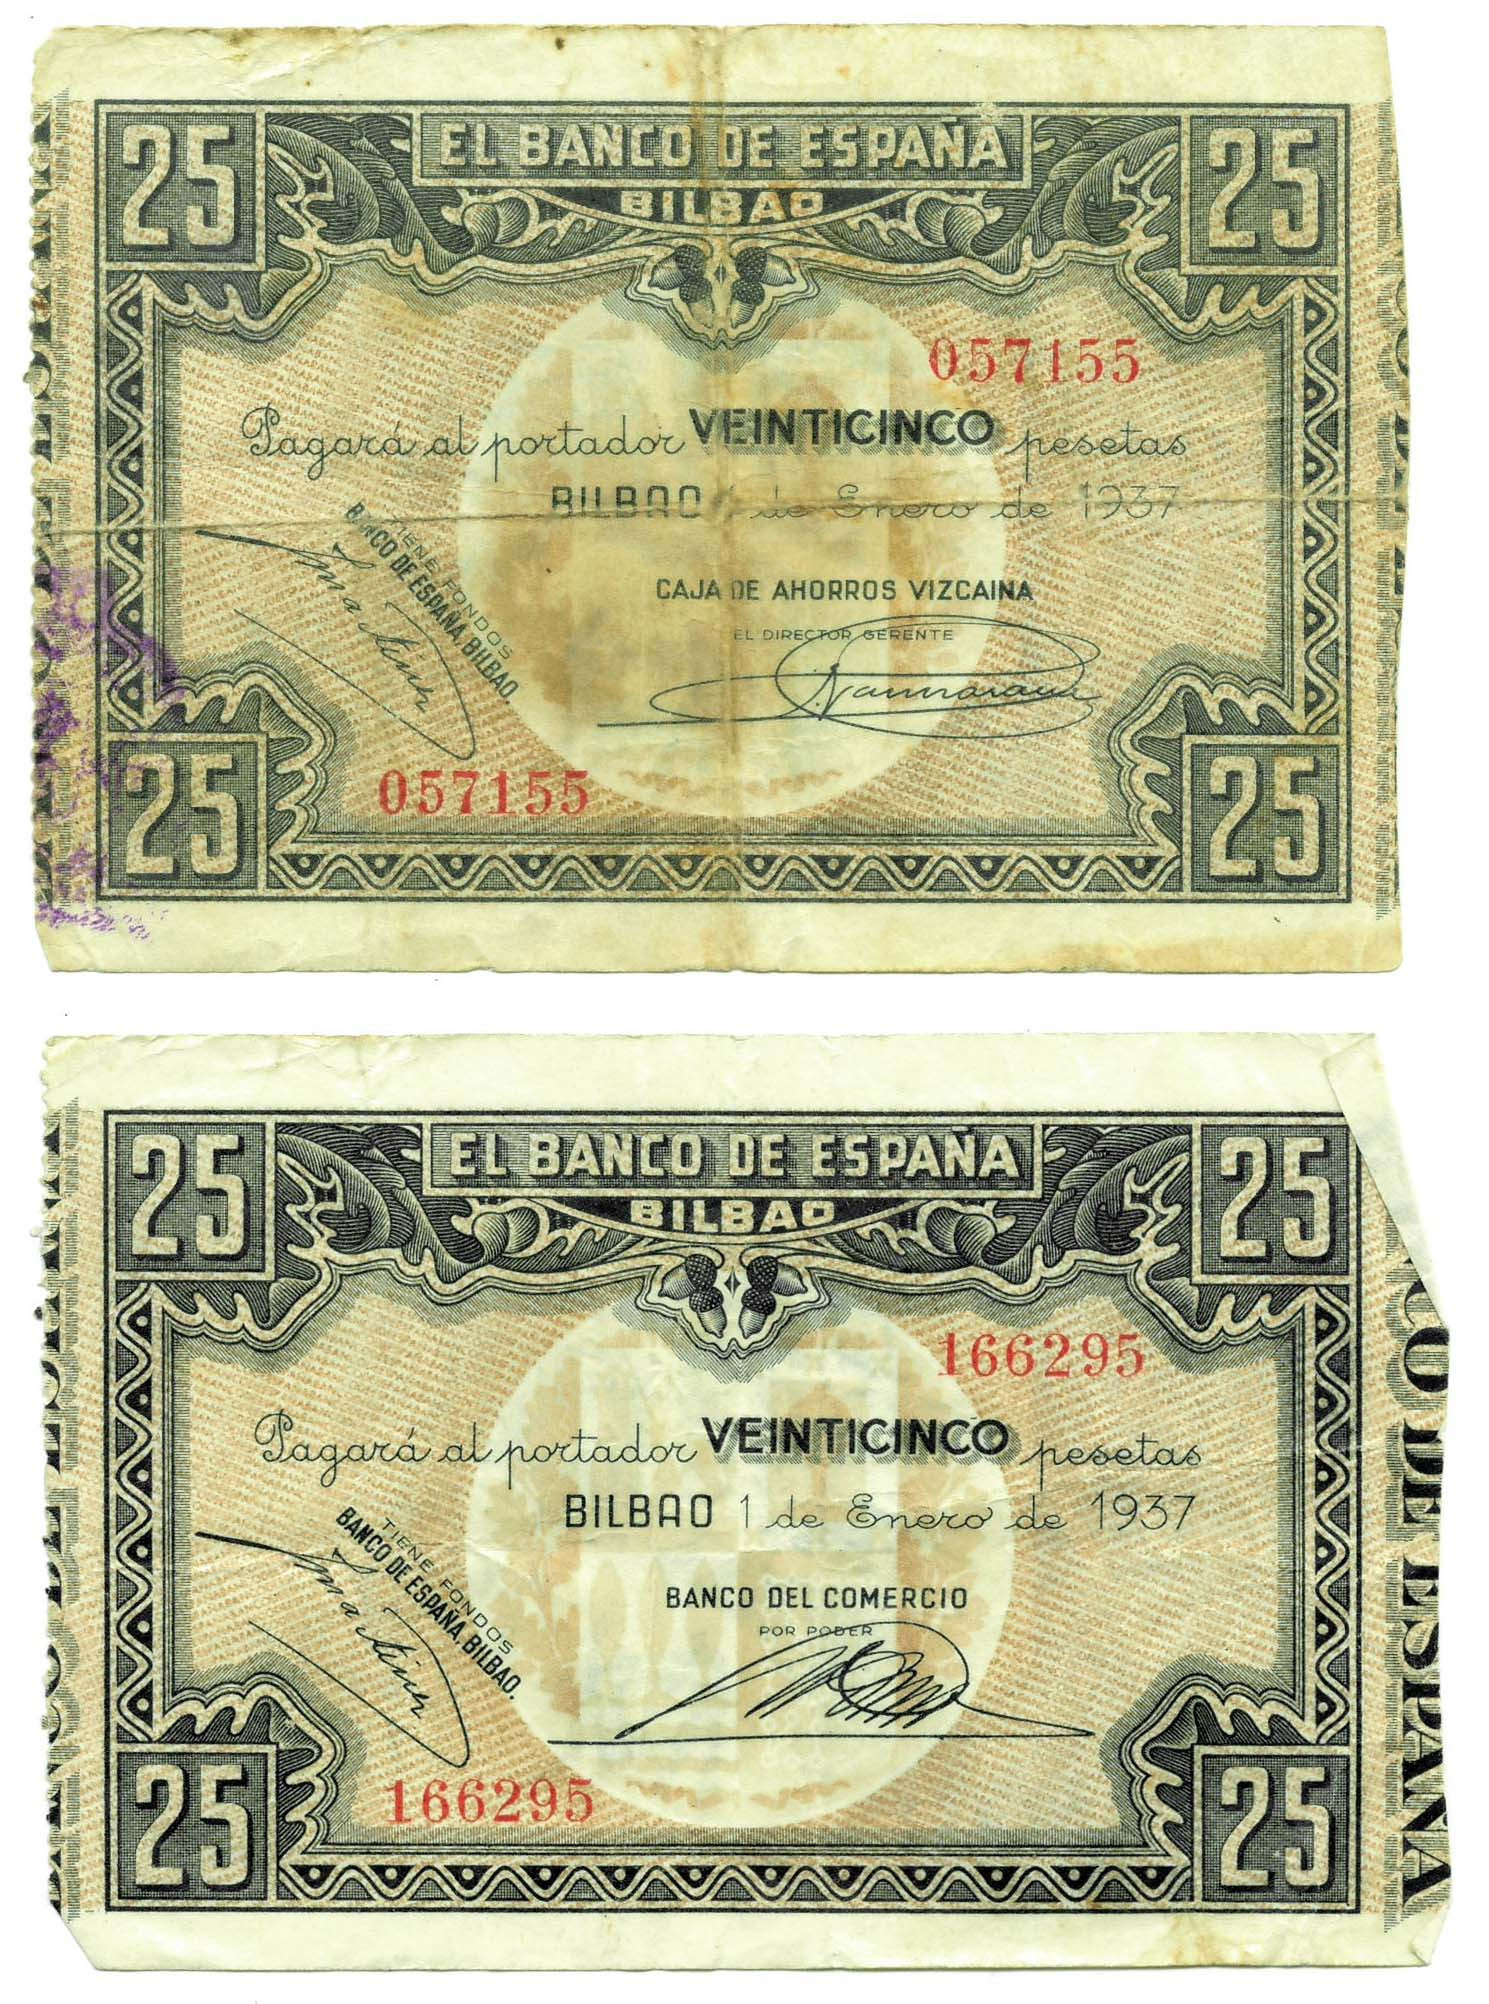 25 EL BANCO DE ESPAÑA 25
BILBAO
057155
Pagará al portador VEINTICINCO pesetas
BILBAO 1 de Enero de 1937
TIENE FONDOS
BANCO DE ESPAÑA, BILBAO
CAJA DE AHORROS VIZCAINA
EL DIRECTOR GERENTE
057155
25 25
25 EL BANCO DE ESPAÑA 25
BILBAO
166295
Pagará al portador VEINTICINCO pesetas
BILBAO 1 de Enero de 1937
TIENE FONDOS
BANCO DE ESPAÑA, BILBAO.
BANCO DEL COMERCIO
POR PODER
166295
25 25
CO DE ESPAÑA